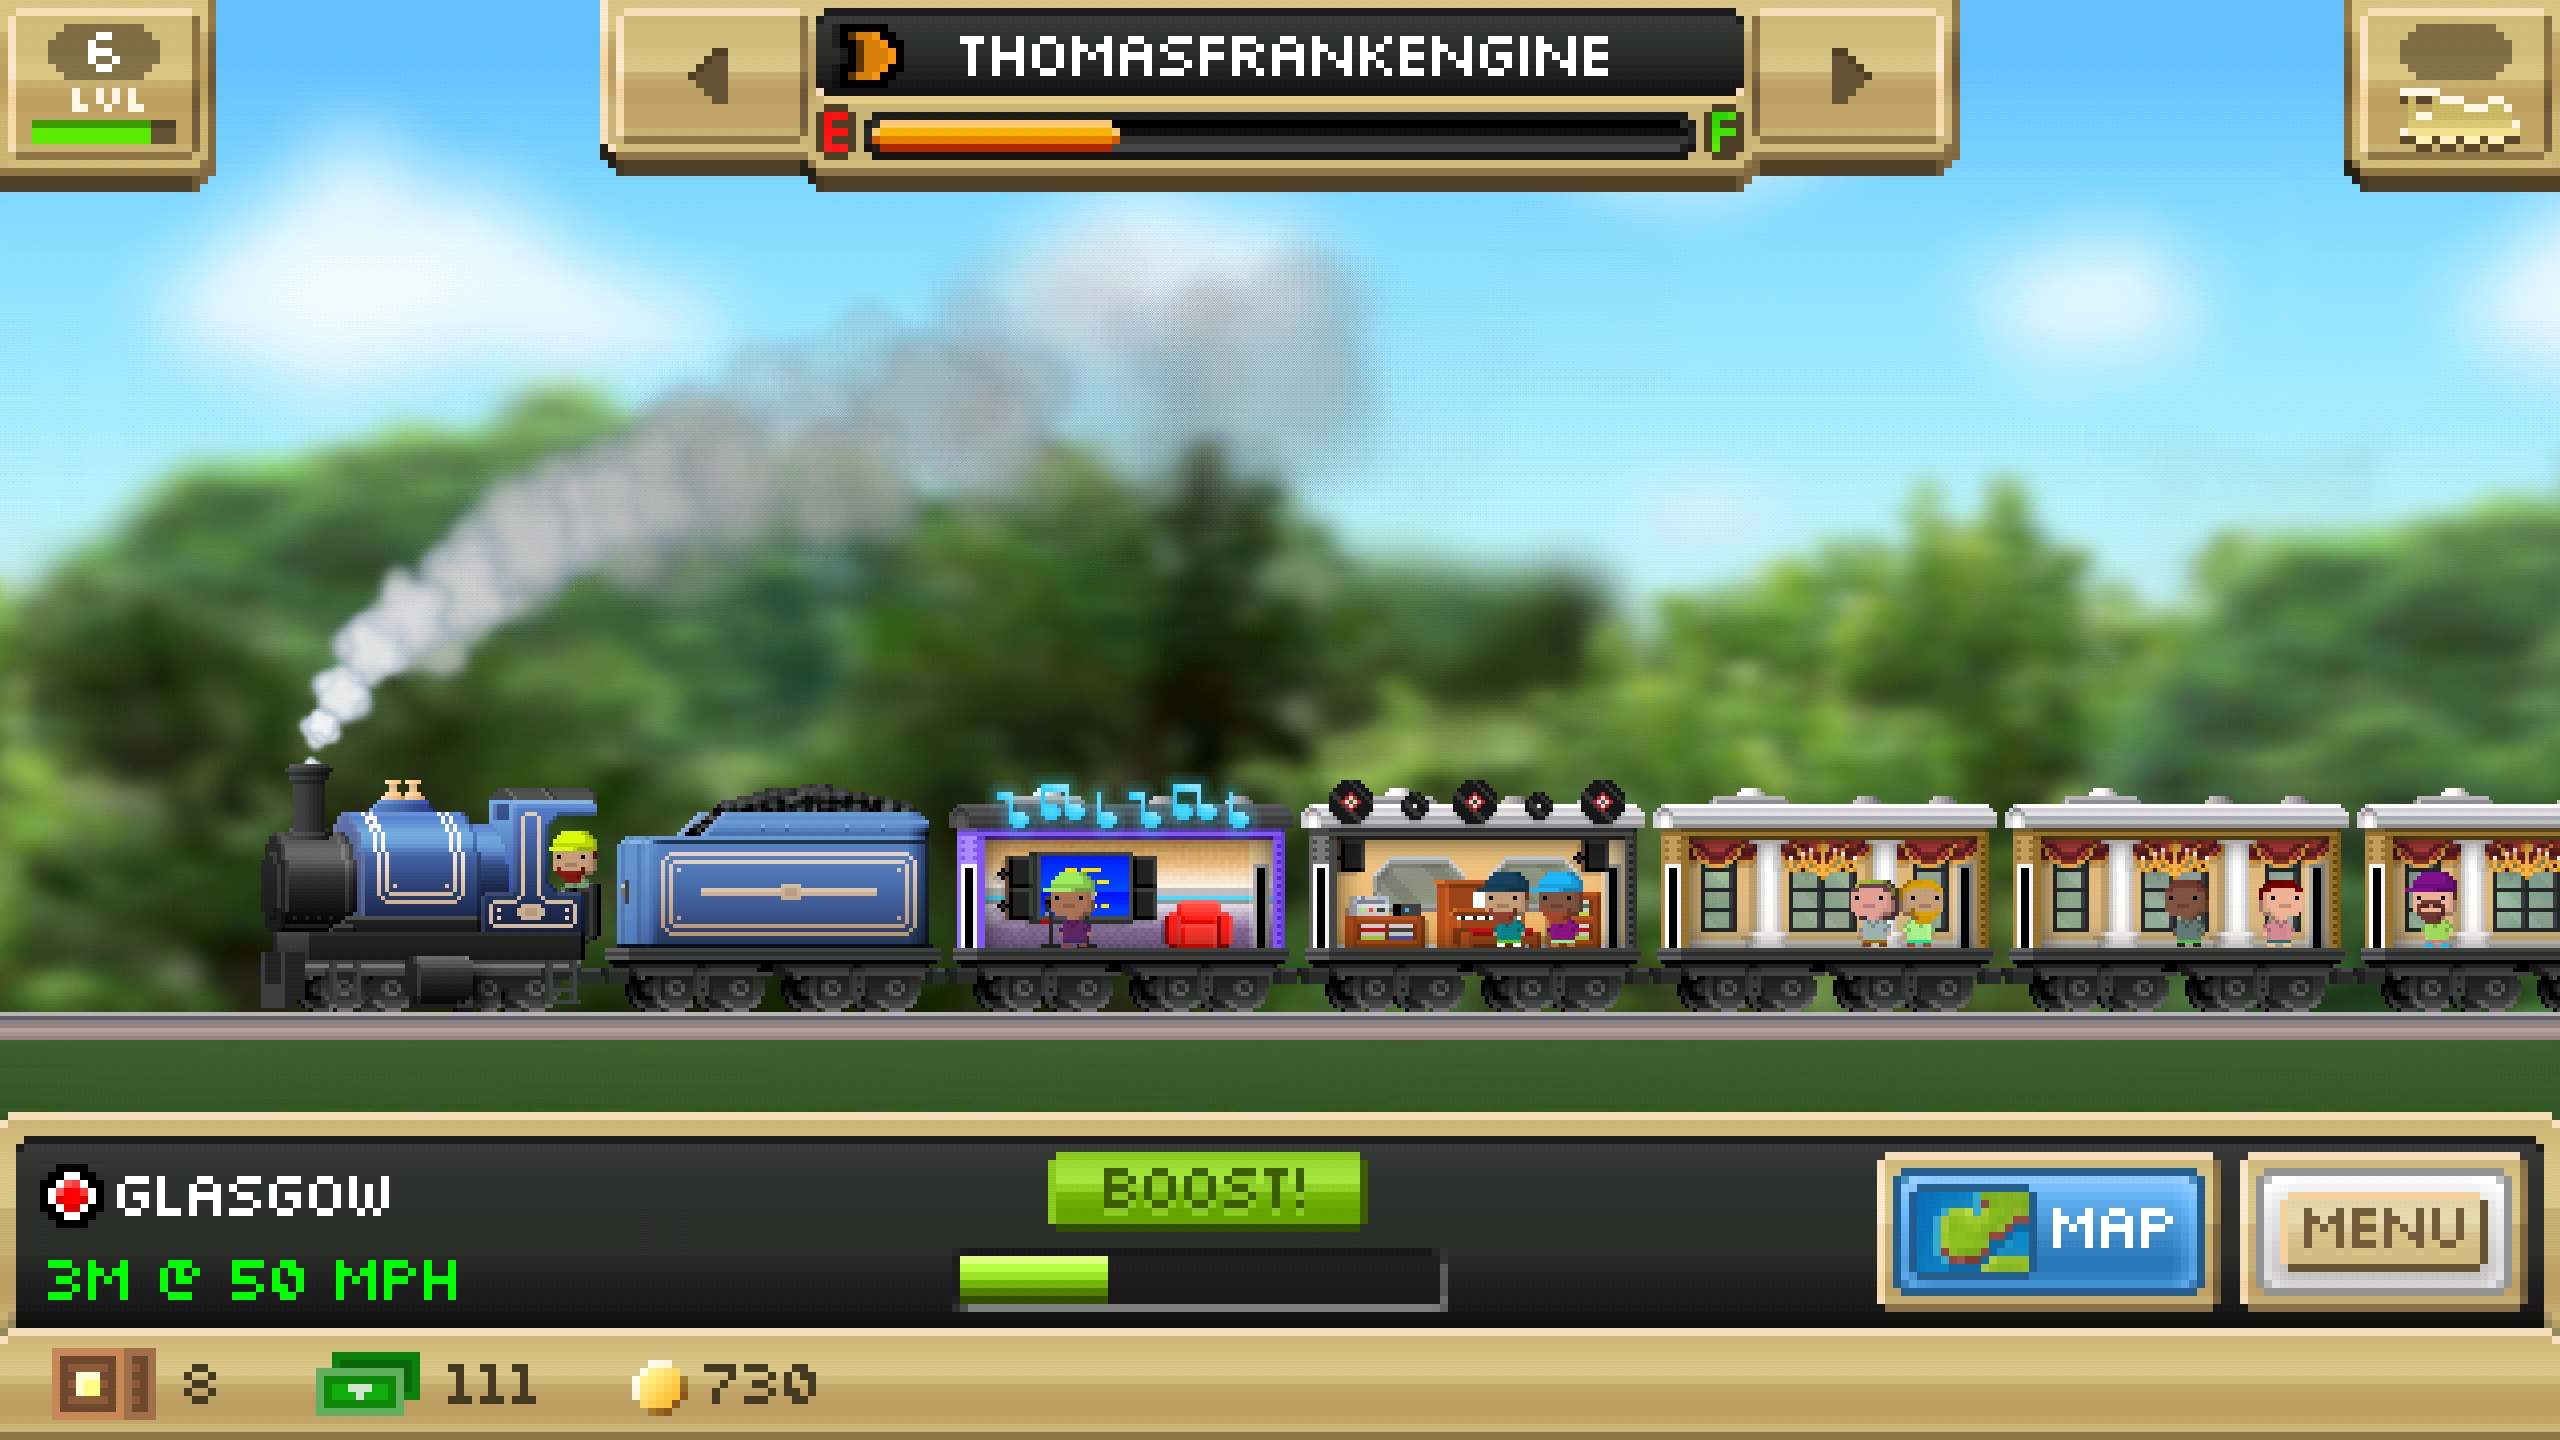 6
LVL
THOMASFRANKENGINE
E F
GLASGOW
BOOST!
3M @ 50 MPH
MAP
MENU
8
111
730